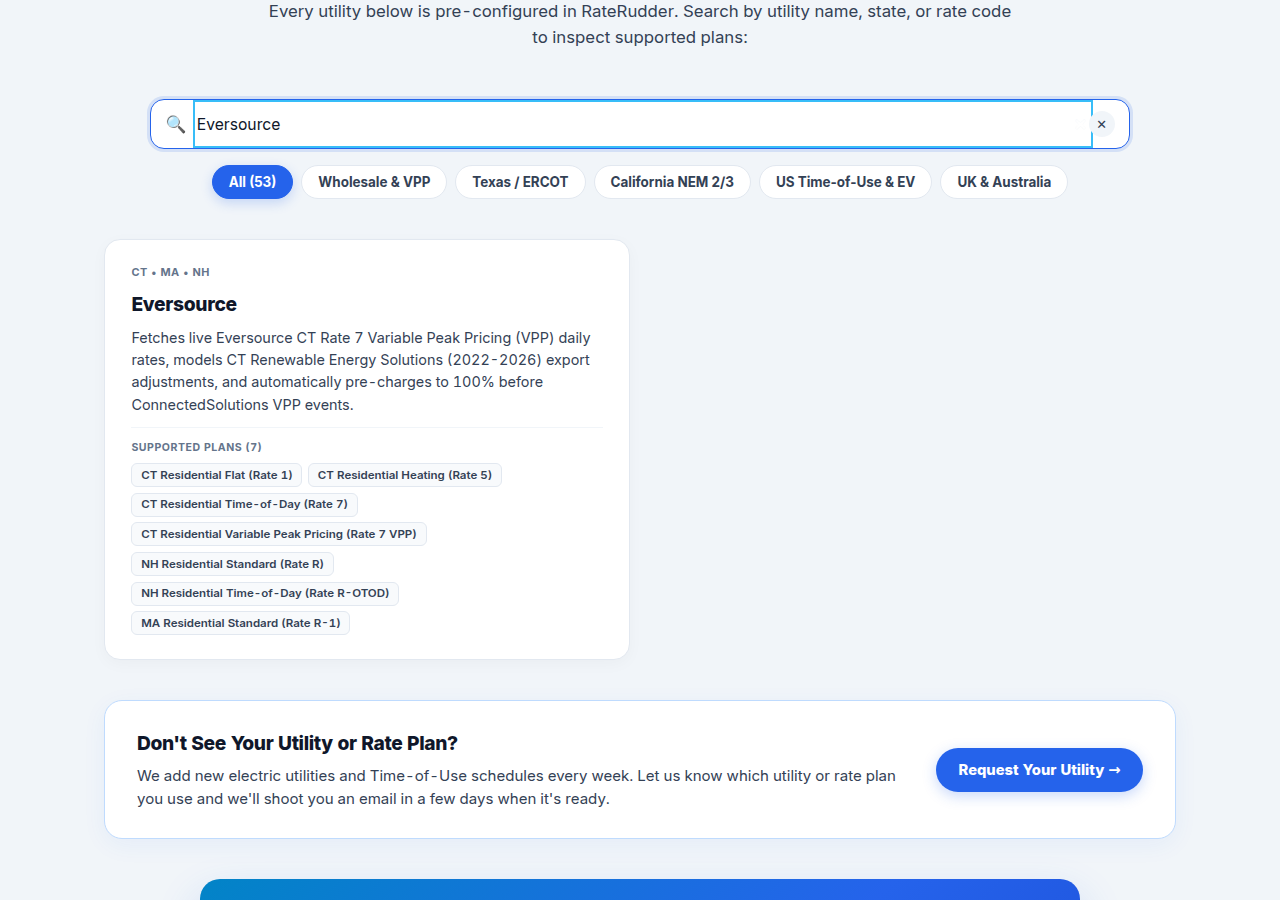 Every utility below is pre-configured in RateRudder. Search by utility name, state, or rate code
to inspect supported plans:
🔍 Eversource ✕
All (53) Wholesale & VPP Texas / ERCOT California NEM 2/3 US Time-of-Use & EV UK & Australia
CT • MA • NH
Eversource
Fetches live Eversource CT Rate 7 Variable Peak Pricing (VPP) daily
rates, models CT Renewable Energy Solutions (2022-2026) export
adjustments, and automatically pre-charges to 100% before
ConnectedSolutions VPP events.
SUPPORTED PLANS (7)
CT Residential Flat (Rate 1) CT Residential Heating (Rate 5)
CT Residential Time-of-Day (Rate 7)
CT Residential Variable Peak Pricing (Rate 7 VPP)
NH Residential Standard (Rate R)
NH Residential Time-of-Day (Rate R-OTOD)
MA Residential Standard (Rate R-1)
Don't See Your Utility or Rate Plan?
We add new electric utilities and Time-of-Use schedules every week. Let us know which utility or rate plan
you use and we'll shoot you an email in a few days when it's ready.
Request Your Utility →